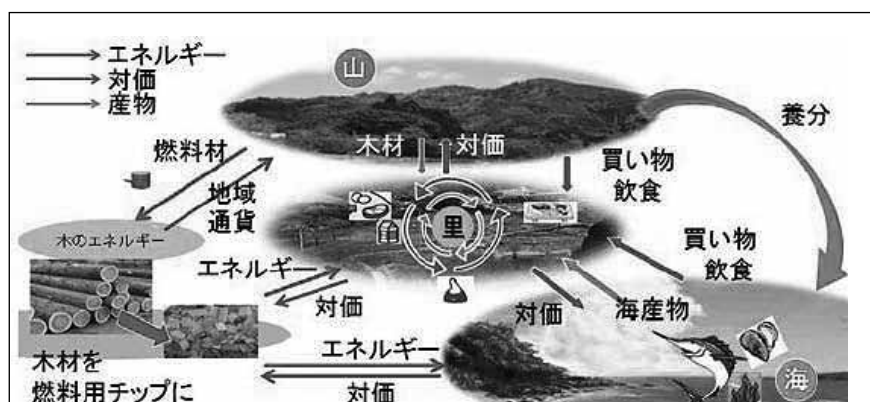 エネルギー
対価
産物
山
養分
燃料材
木材
対価
買い物
飲食
地域
通貨
里
木のエネルギー
買い物
飲食
エネルギー
対価
対価
海産物
エネルギー
対価
海
木材を
燃料用チップに